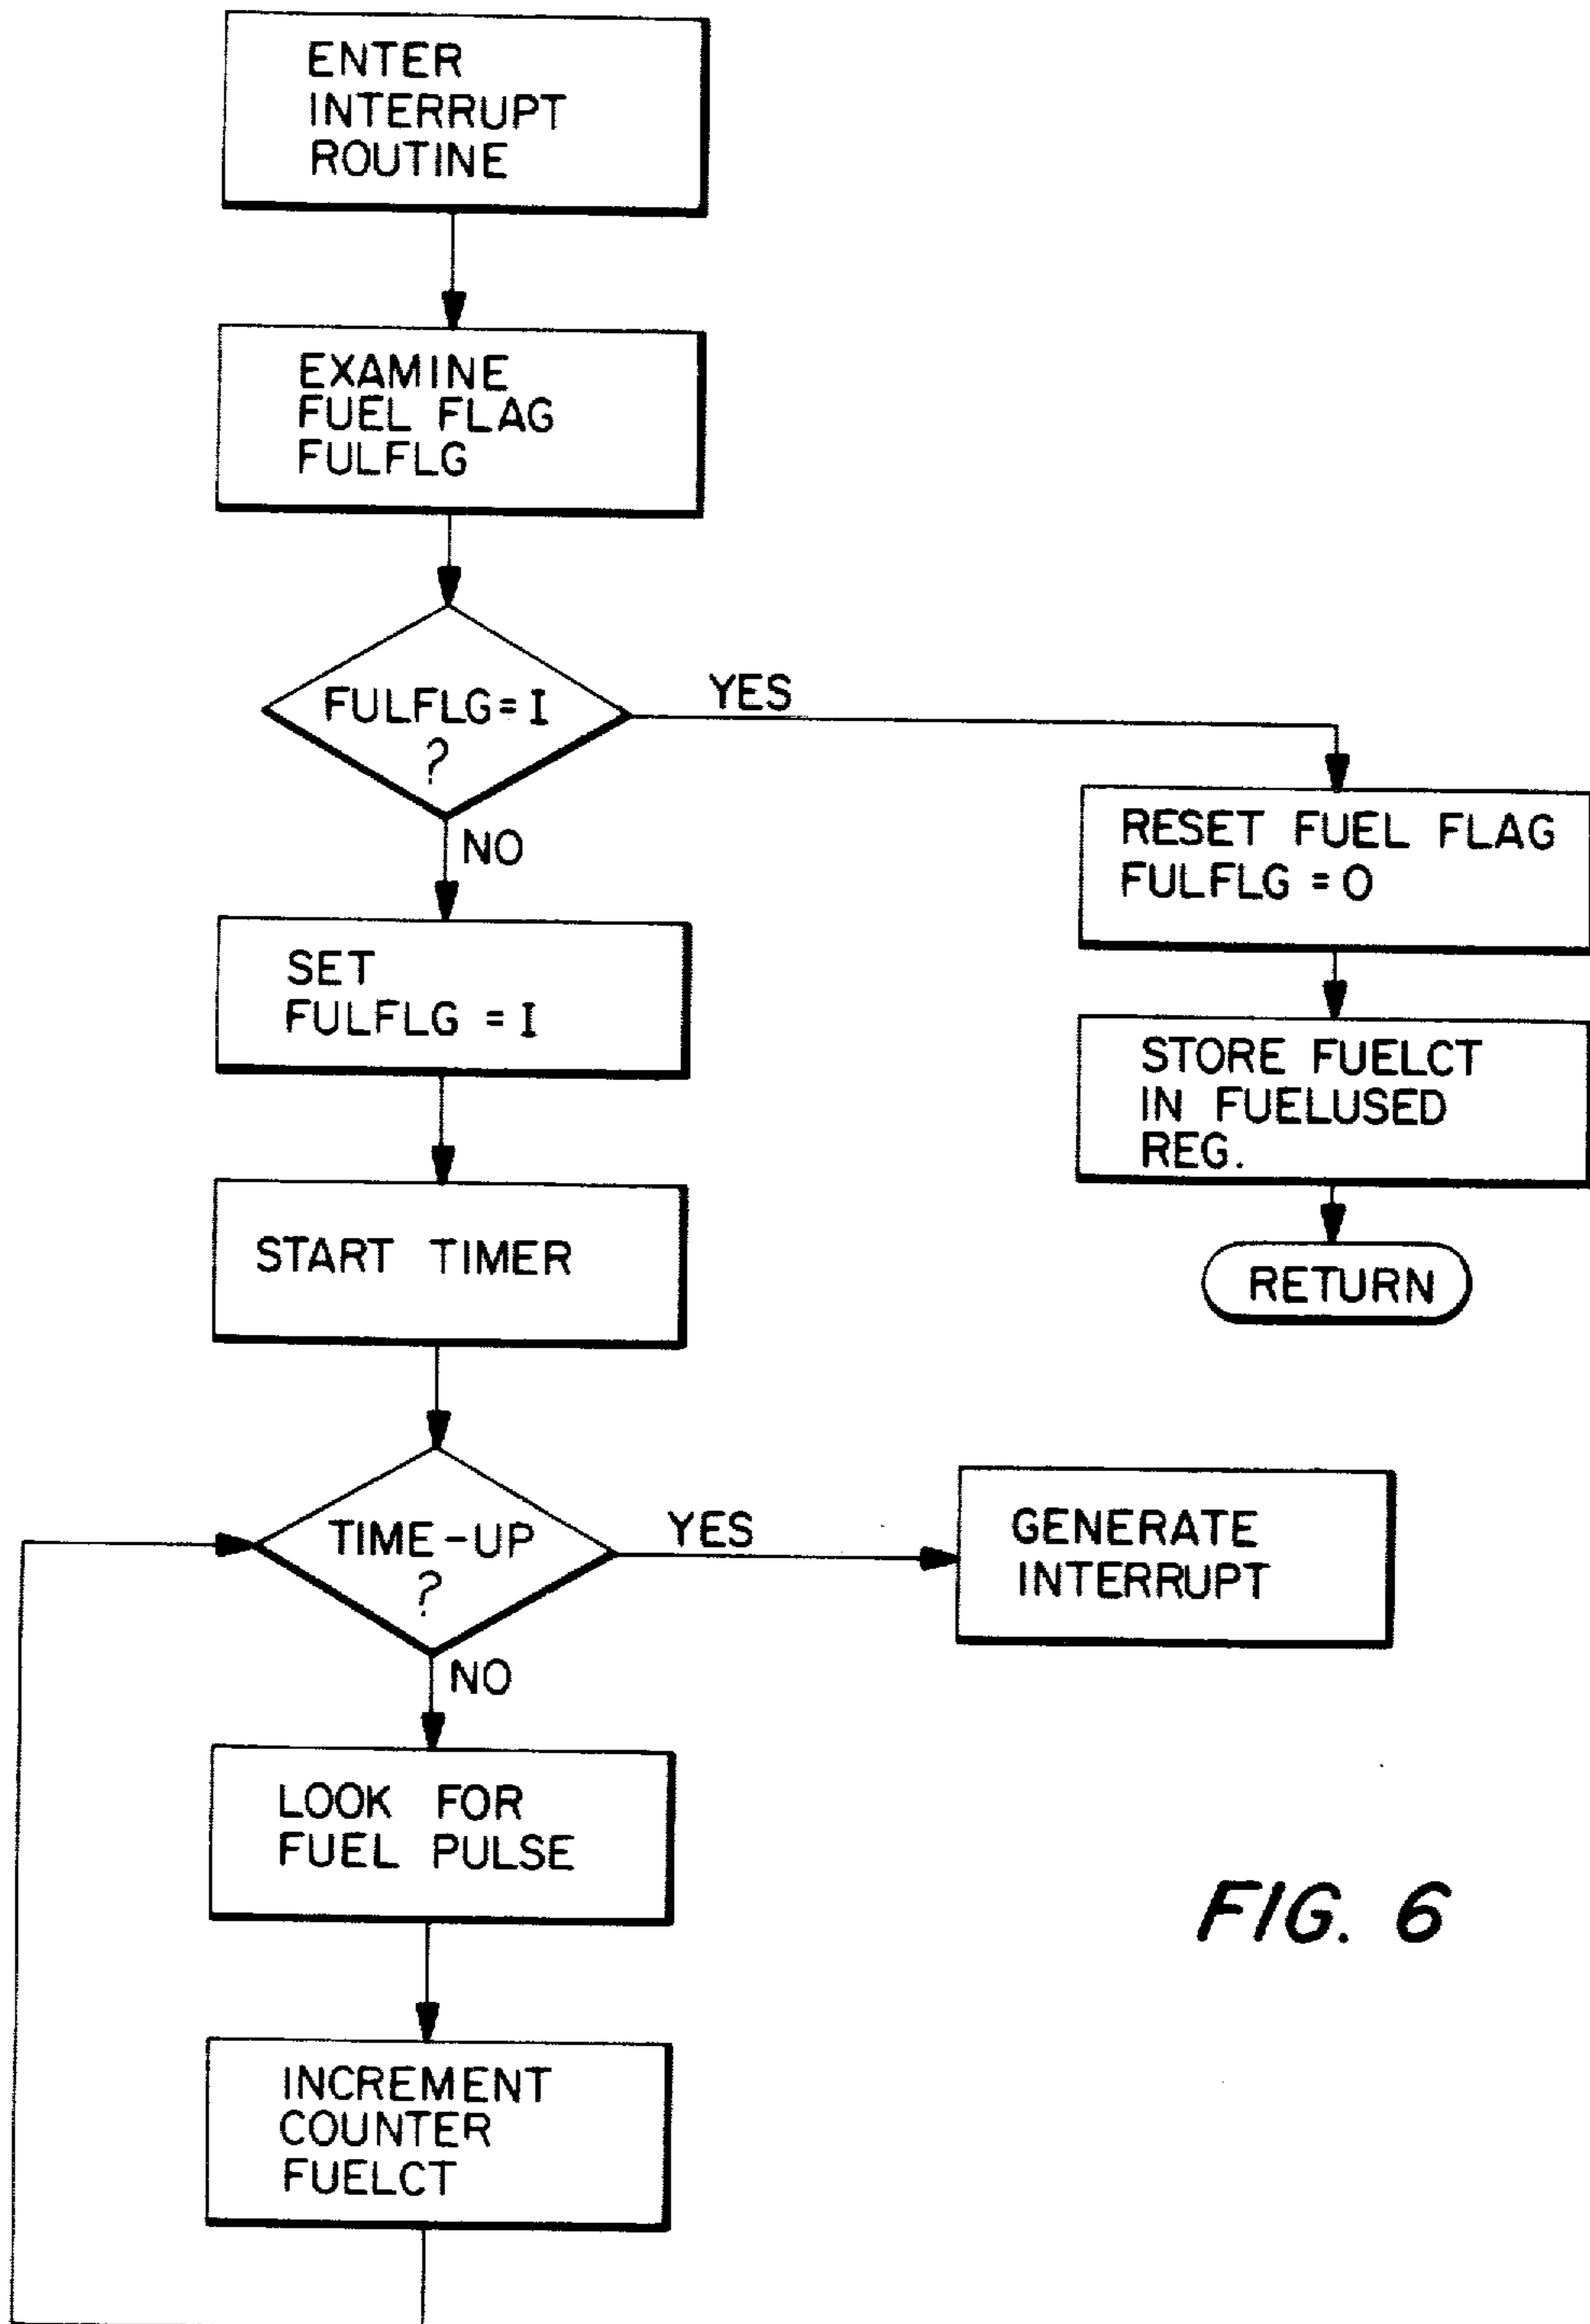 ENTER
INTERRUPT
ROUTINE
EXAMINE
FUEL FLAG
FULFLG
FULFLG = I
?
YES
NO
RESET FUEL FLAG
FULFLG = O
SET
FULFLG = I
STORE FUELCT
IN FUELUSED
REG.
START TIMER
RETURN
TIME-UP
?
YES
NO
GENERATE
INTERRUPT
LOOK FOR
FUEL PULSE
INCREMENT
COUNTER
FUELCT
FIG. 6